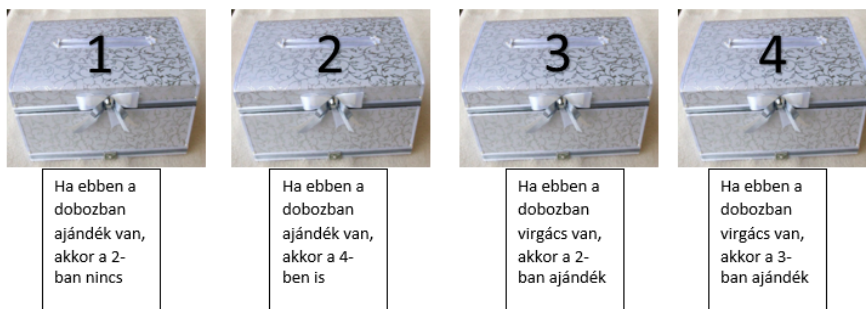 1
2
3
4
Ha ebben a
dobozban
ajándék van,
akkor a 2-
ban nincs
Ha ebben a
dobozban
ajándék van,
akkor a 4-
ben is
Ha ebben a
dobozban
virgács van,
akkor a 2-
ban ajándék
Ha ebben a
dobozban
virgács van,
akkor a 3-
ban ajándék